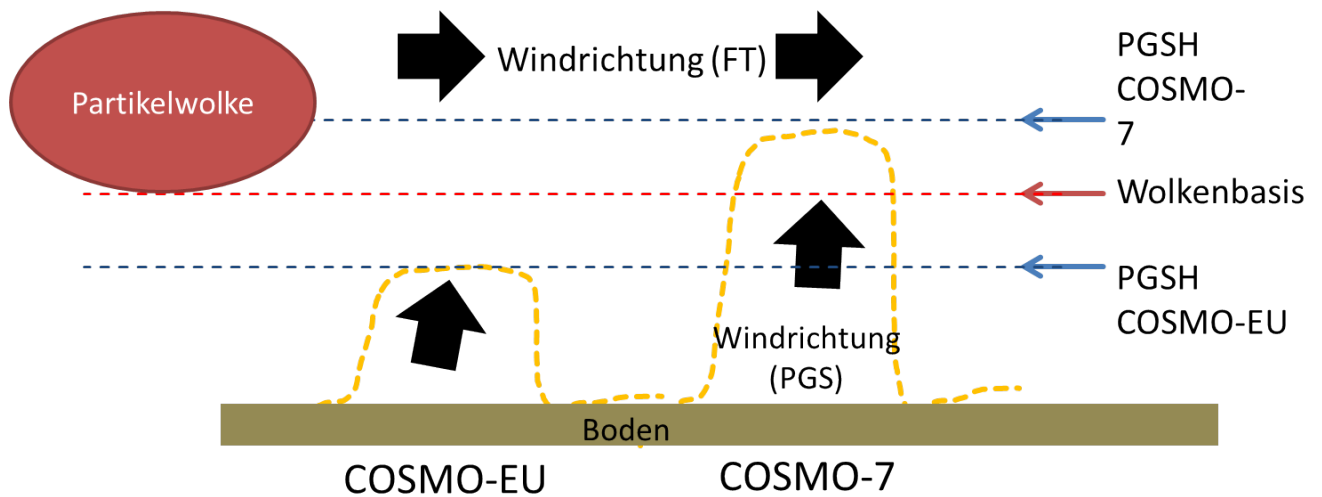 Windrichtung (FT)
PGSH
COSMO-
7
Partikelwolke
Wolkenbasis
PGSH
COSMO-EU
Windrichtung
(PGS)
Boden
COSMO-EU
COSMO-7